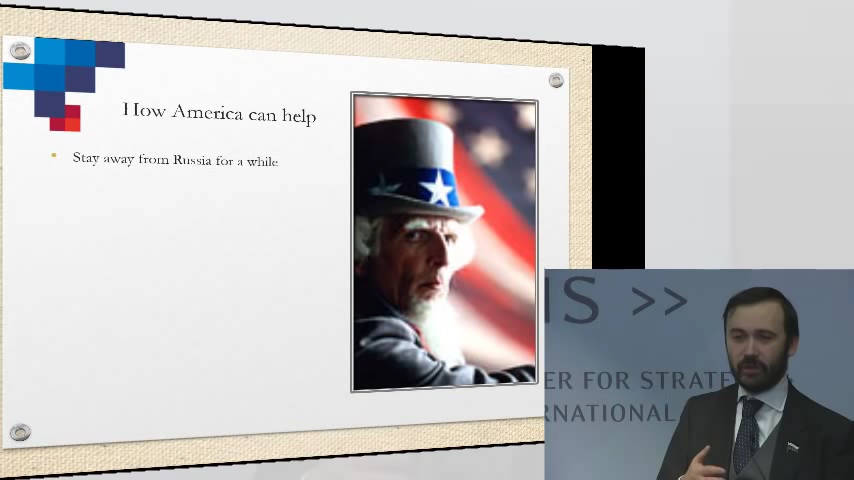 How America can help
Stay away from Russia for a while
IS >>
ER FOR STRATE
RNATIONAL